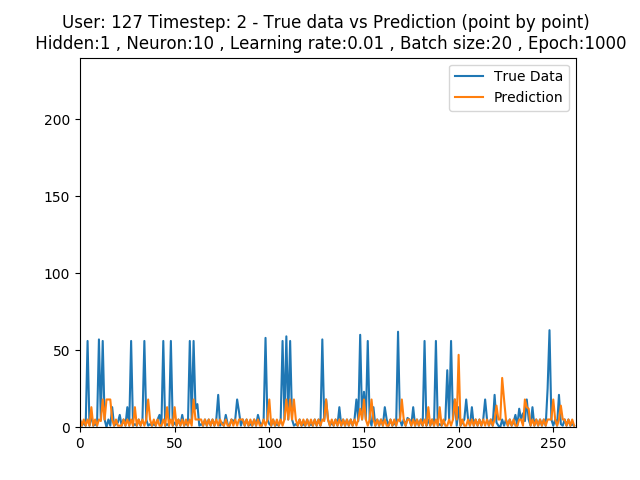 User: 127 Timestep: 2 - True data vs Prediction (point by point)
Hidden:1 , Neuron:10 , Learning rate:0.01 , Batch size:20 , Epoch:1000
True Data
Prediction
200
150
100
50
0
0 50 100 150 200 250